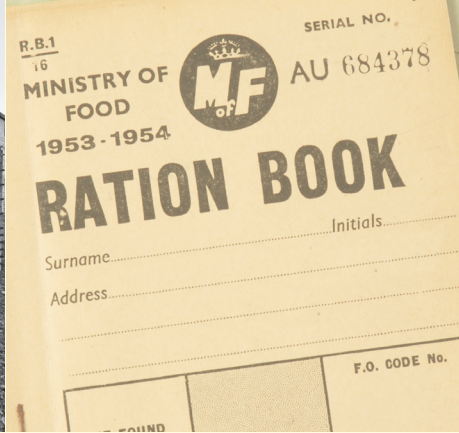 R.B.1
16
MINISTRY OF
FOOD
1953-1954
M of F
SERIAL NO.
AU 684378
RATION BOOK
Surname
Initials
Address
F.O. CODE No.
FOUND